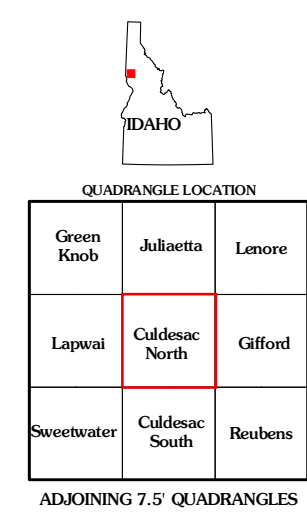 IDAHO
QUADRANGLE LOCATION
Green
Knob
Juliaetta
Lenore
Lapwai
Culdesac
North
Gifford
Sweetwater
Culdesac
South
Reubens
ADJOINING 7.5' QUADRANGLES